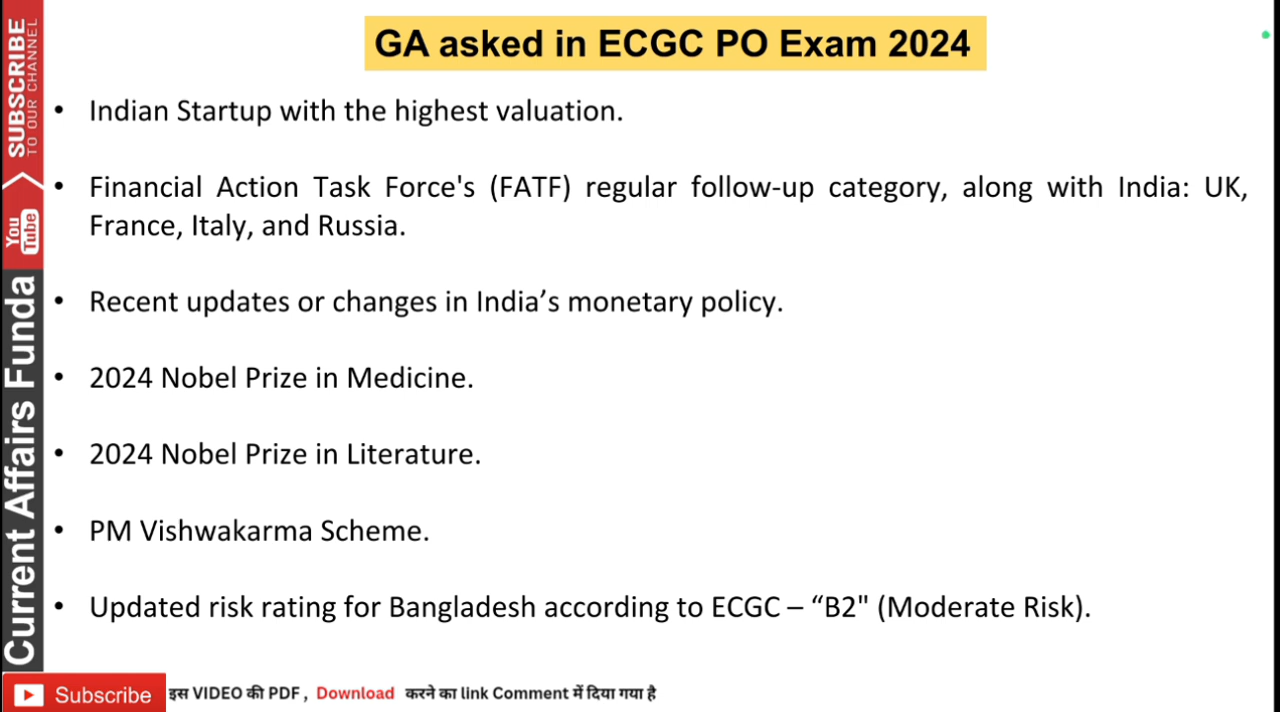 GA asked in ECGC PO Exam 2024
• Indian Startup with the highest valuation.
• Financial Action Task Force's (FATF) regular follow-up category, along with India: UK,
France, Italy, and Russia.
• Recent updates or changes in India’s monetary policy.
• 2024 Nobel Prize in Medicine.
• 2024 Nobel Prize in Literature.
• PM Vishwakarma Scheme.
• Updated risk rating for Bangladesh according to ECGC – “B2" (Moderate Risk).
SUBSCRIBE
TO OUR CHANNEL
You
Tube
Current Affairs Funda
Subscribe
इस VIDEO की PDF , Download करने का link Comment में दिया गया है